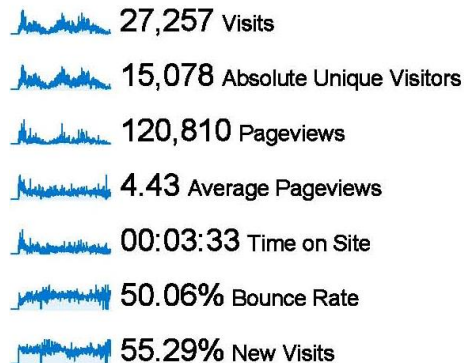 27,257 Visits
15,078 Absolute Unique Visitors
120,810 Pageviews
4.43 Average Pageviews
00:03:33 Time on Site
50.06% Bounce Rate
55.29% New Visits